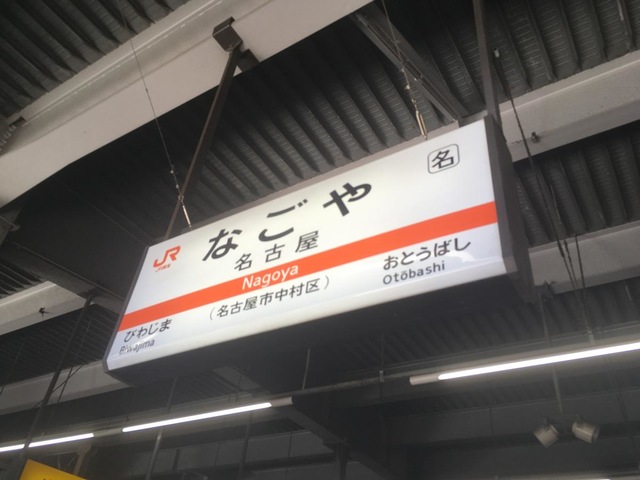 名
JR
なごや
名古屋
Nagoya
(名古屋市中村区)
おとうばし
Otōbashi
びわじま
Biwajima